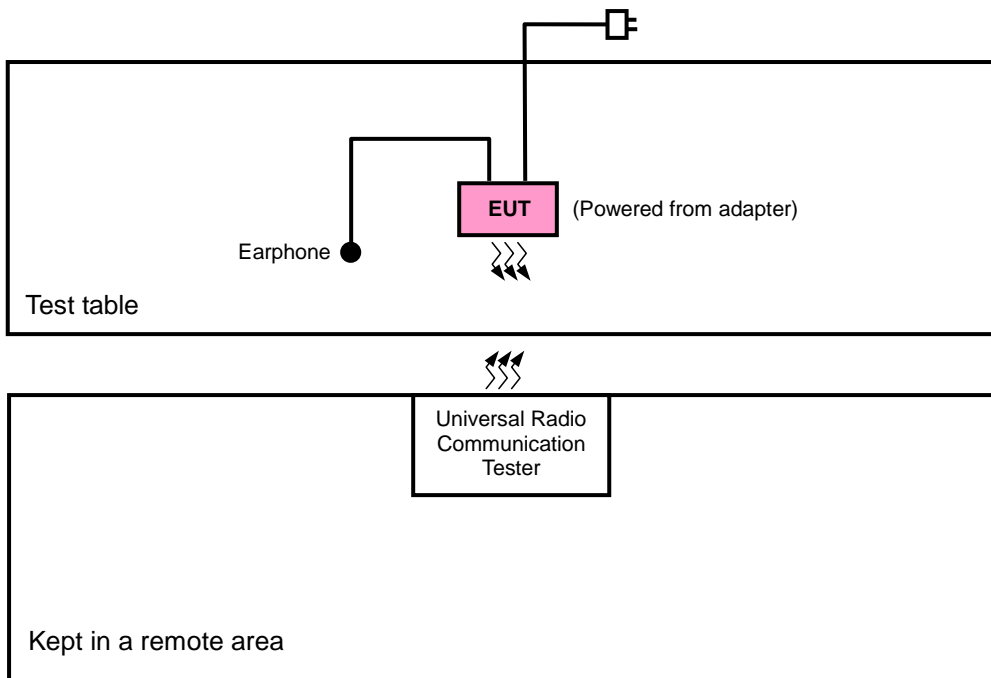 EUT
(Powered from adapter)
Earphone
Test table
Universal Radio
Communication
Tester
Kept in a remote area